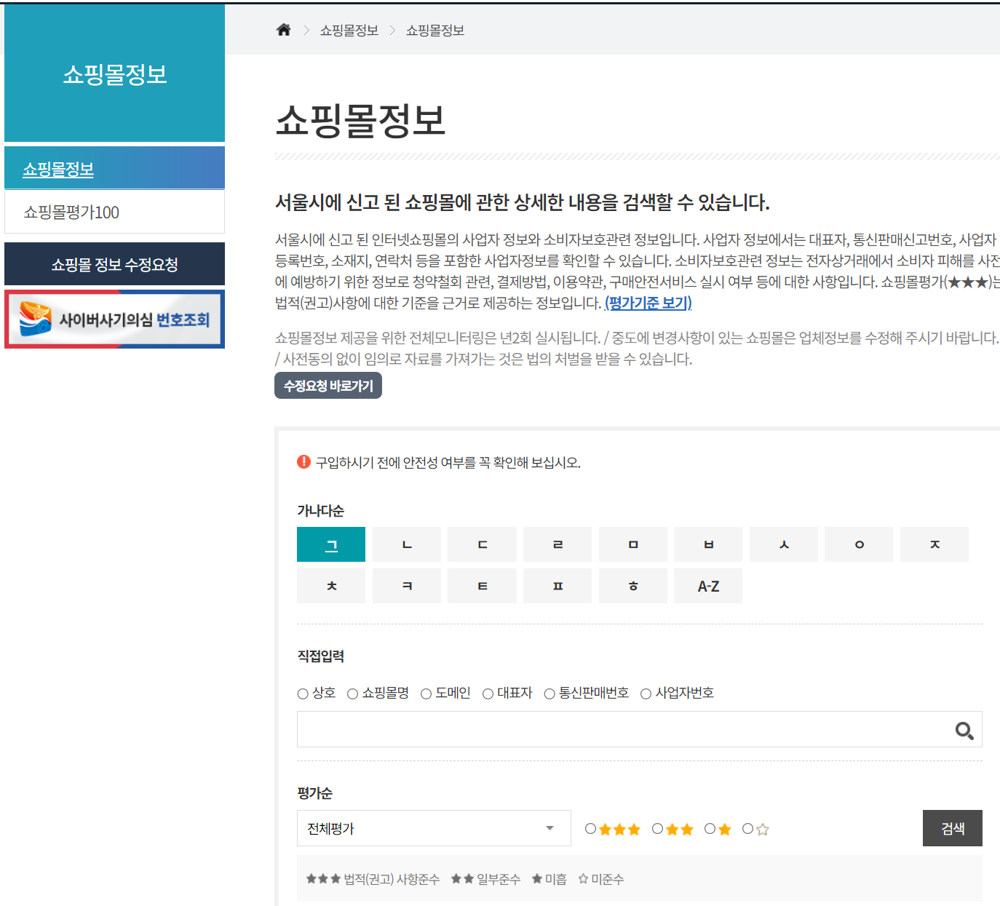 쇼핑몰정보
쇼핑몰정보
쇼핑몰평가100
쇼핑몰 정보 수정요청
사이버사기의심 번호조회
쇼핑몰정보 쇼핑몰정보
쇼핑몰정보
서울시에 신고 된 쇼핑몰에 관한 상세한 내용을 검색할 수 있습니다.
서울시에 신고 된 인터넷쇼핑몰의 사업자 정보와 소비자보호관련 정보입니다. 사업자 정보에서는 대표자, 통신판매신고번호, 사업자
등록번호, 소재지, 연락처 등을 포함한 사업자정보를 확인할 수 있습니다. 소비자보호관련 정보는 전자상거래에서 소비자 피해를 사전
에 예방하기 위한 정보로 청약철회 관련, 결제방법, 이용약관, 구매안전서비스 실시 여부 등에 대한 사항입니다. 쇼핑몰평가(★★★)는
법적(권고)사항에 대한 기준을 근거로 제공하는 정보입니다. (평가기준 보기)
쇼핑몰정보 제공을 위한 전체모니터링은 년2회 실시됩니다. / 중도에 변경사항이 있는 쇼핑몰은 업체정보를 수정해 주시기 바랍니다.
/ 사전동의 없이 임의로 자료를 가져가는 것은 법의 처벌을 받을 수 있습니다.
수정요청 바로가기
구입하시기 전에 안전성 여부를 꼭 확인해 보십시오.
가나다순
ㄱ ㄴ ㄷ ㄹ ㅁ ㅂ ㅅ ㅇ ㅈ
ㅊ ㅋ ㅌ ㅍ ㅎ A-Z
직접입력
상호 쇼핑몰명 도메인 대표자 통신판매번호 사업자번호
평가순
전체평가 ★★★ ★★ ★ ☆ 검색
★★★ 법적(권고) 사항준수 ★★ 일부준수 ★ 미흡 ☆ 미준수